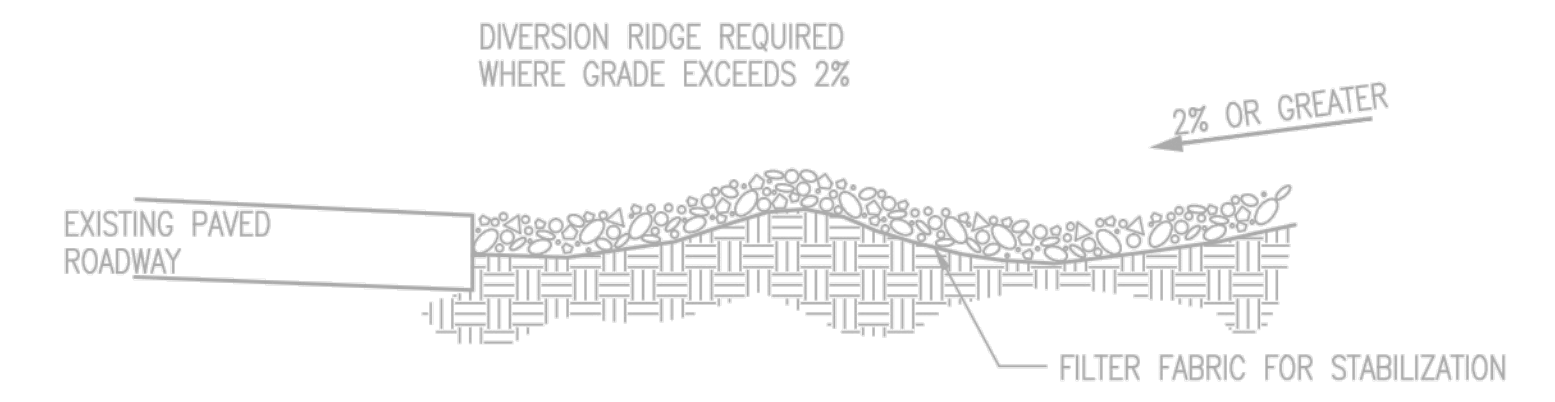 DIVERSION RIDGE REQUIRED
WHERE GRADE EXCEEDS 2%
2% OR GREATER
EXISTING PAVED
ROADWAY
FILTER FABRIC FOR STABILIZATION